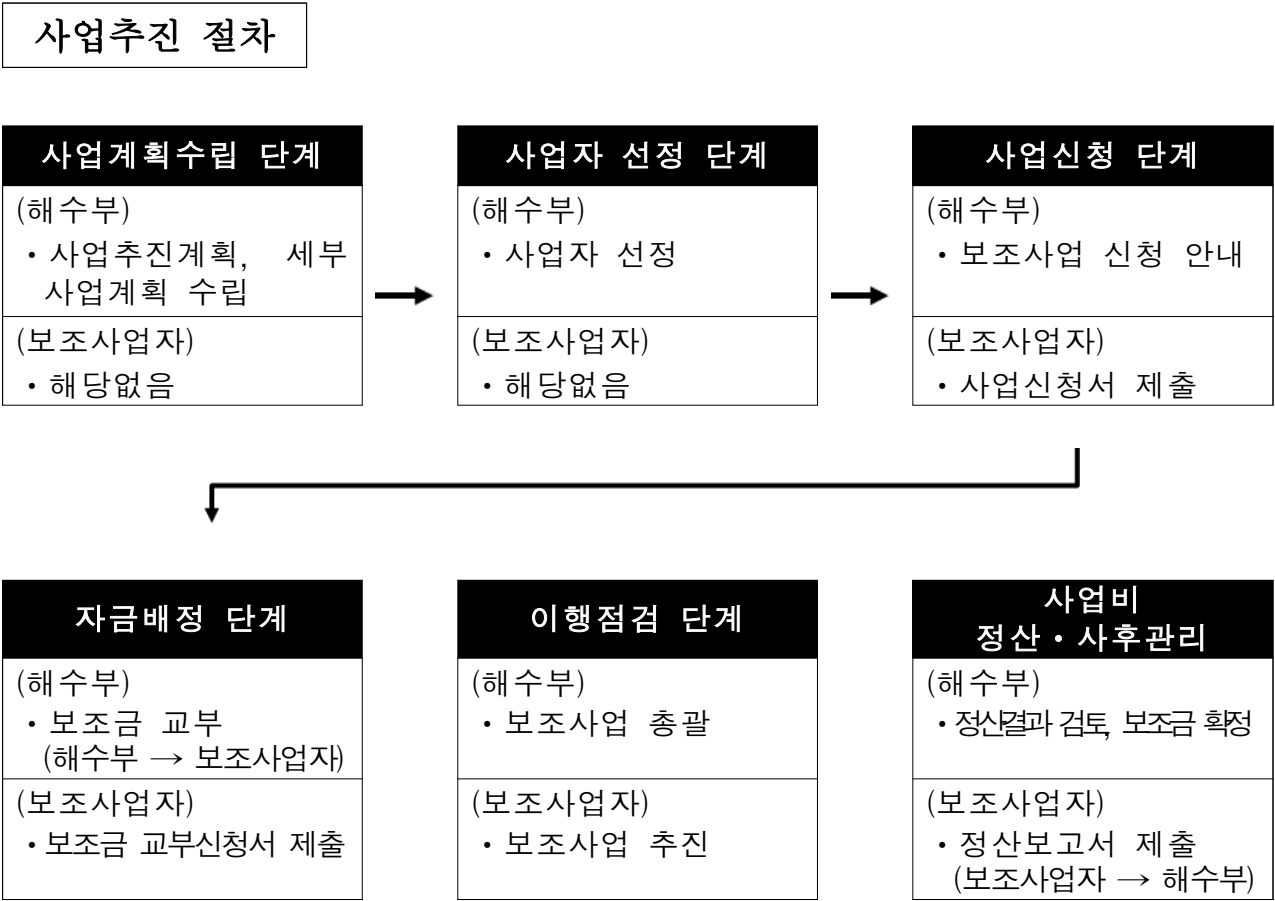 사업추진 절차
사업계획수립 단계
(해수부)
・사업추진계획, 세부
사업계획 수립
(보조사업자)
・해당없음
사업자 선정 단계
(해수부)
・사업자 선정
(보조사업자)
・해당없음
사업신청 단계
(해수부)
・보조사업 신청 안내
(보조사업자)
・사업신청서 제출
자금배정 단계
(해수부)
・보조금 교부
(해수부 → 보조사업자)
(보조사업자)
・보조금 교부신청서 제출
이행점검 단계
(해수부)
・보조사업 총괄
(보조사업자)
・보조사업 추진
사업비
정산・사후관리
(해수부)
・정산결과 검토, 보조금 확정
(보조사업자)
・정산보고서 제출
(보조사업자 → 해수부)